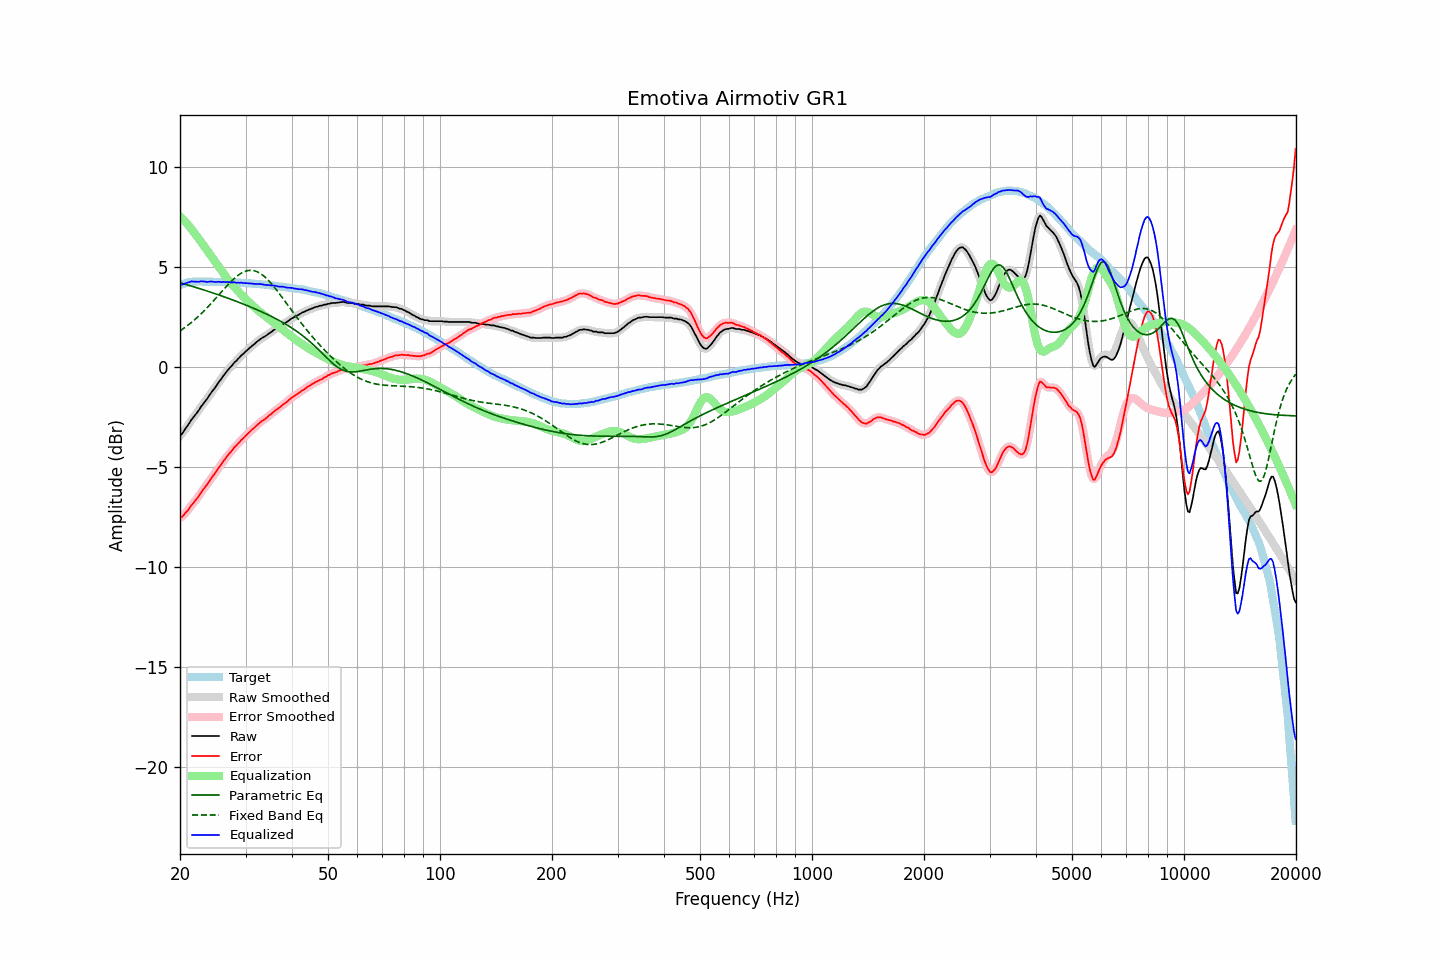 Emotiva Airmotiv GR1
10
5
0
−5
−10
−15
−20
Amplitude (dBr)
Target
Raw Smoothed
Error Smoothed
Raw
Error
Equalization
Parametric Eq
Fixed Band Eq
Equalized
20 50 100 200 500 1000 2000 5000 10000 20000
Frequency (Hz)